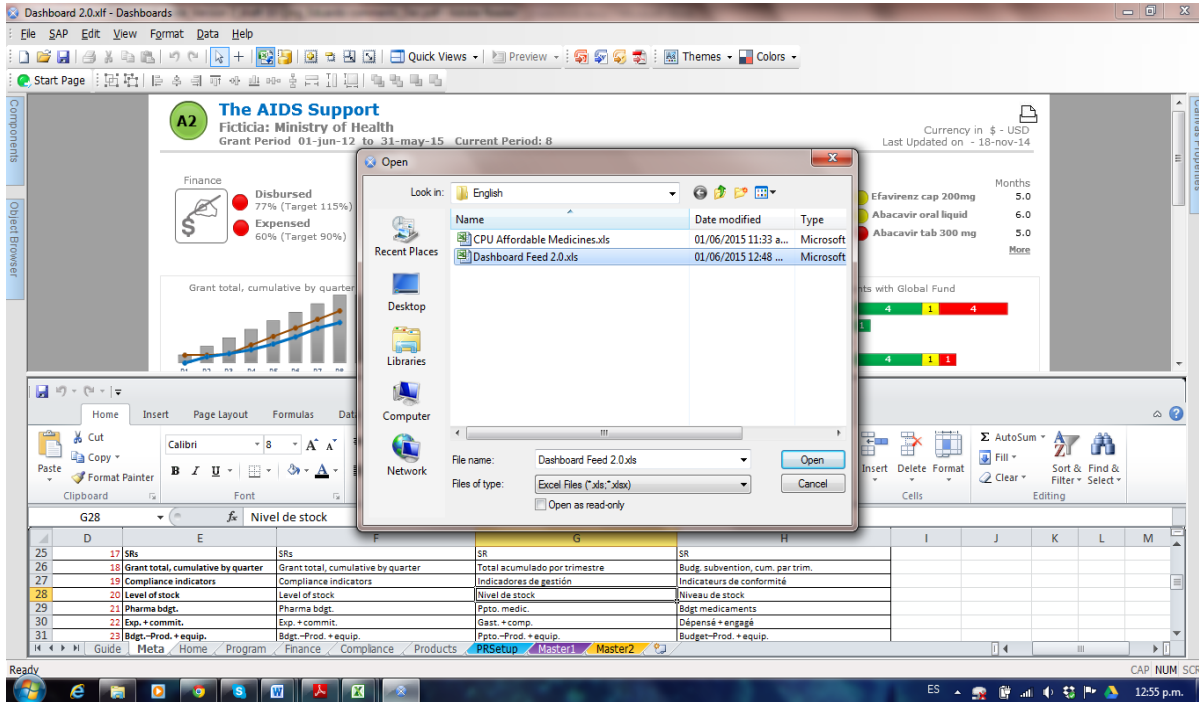 Dashboard 2.0.xlf - Dashboards
File SAP Edit View Format Data Help
Quick Views Preview Themes Colors
Start Page
Components
Object Browser
Canvas Properties
A2
The AIDS Support
Ficticia: Ministry of Health
Grant Period 01-jun-12 to 31-may-15 Current Period: 8
Currency in $ - USD
Last Updated on - 18-nov-14
Finance
Disbursed
77% (Target 115%)
Expensed
60% (Target 90%)
Months
Efavirenz cap 200mg 5.0
Abacavir oral liquid 6.0
Abacavir tab 300 mg 5.0
More
Grant total, cumulative by quarter
nts with Global Fund
4 1 4
1
4 1 1
Open
Look in: English
Name Date modified Type
CPU Affordable Medicines.xls 01/06/2015 11:33 a... Microsoft
Dashboard Feed 2.0.xls 01/06/2015 12:48 ... Microsoft
Recent Places
Desktop
Libraries
Computer
Network
File name: Dashboard Feed 2.0.xls Open
Files of type: Excel Files (*.xls;*.xlsx) Cancel
Open as read-only
Home Insert Page Layout Formulas Dat
Paste
Cut
Copy
Format Painter
Clipboard
Calibri 8
B I U
Font
Insert Delete Format
Cells
AutoSum
Fill
Clear
Sort & Filter
Find & Select
Editing
G28 fx Nivel de stock
D E F G H I J K L M
25 17 SRs SRs SR SR
26 18 Grant total, cumulative by quarter Grant total, cumulative by quarter Total acumulado por trimestre Budg. subvention, cum. par trim.
27 19 Compliance indicators Compliance indicators Indicadores de gestión Indicateurs de conformité
28 20 Level of stock Level of stock Nivel de stock Niveau de stock
29 21 Pharma bdgt. Pharma bdgt. Ppto. medic. Bdgt medicaments
30 22 Exp. + commit. Exp. + commit. Gast. + comp. Dépensé + engagé
31 23 Bdgt.-Prod. + equip. Bdgt.-Prod. + equip. Ppto.-Prod. + equip. Budget-Prod. + equip.
Guide Meta Home Program Finance Compliance Products PRSetup Master1 Master2
Ready
CAP NUM SCR
ES 12:55 p.m.